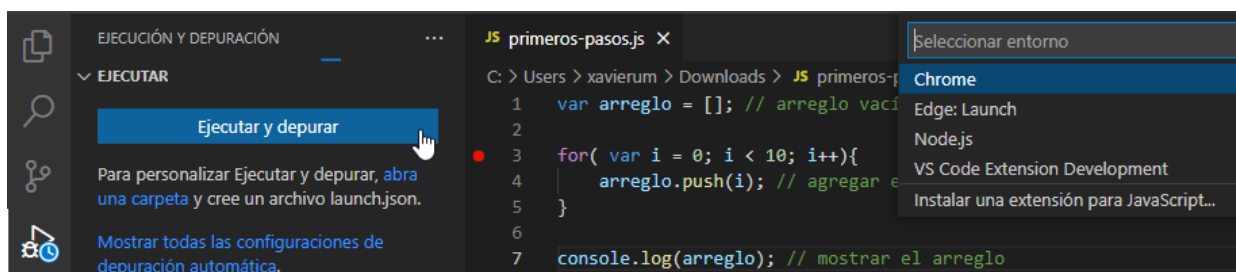 EJECUCIÓN Y DEPURACIÓN ...
EJECUTAR
Ejecutar y depurar
Para personalizar Ejecutar y depurar, abra
una carpeta y cree un archivo launch.json.
Mostrar todas las configuraciones de
depuración automática.
JS primeros-pasos.js ×
C: > Users > xavierum > Downloads > JS primeros-
1 var arreglo = []; // arreglo vací
2
3 for( var i = 0; i < 10; i++){
4 arreglo.push(i); // agregar
5 }
6
7 console.log(arreglo); // mostrar el arreglo
Seleccionar entorno
Chrome
Edge: Launch
Node.js
VS Code Extension Development
Instalar una extensión para JavaScript...